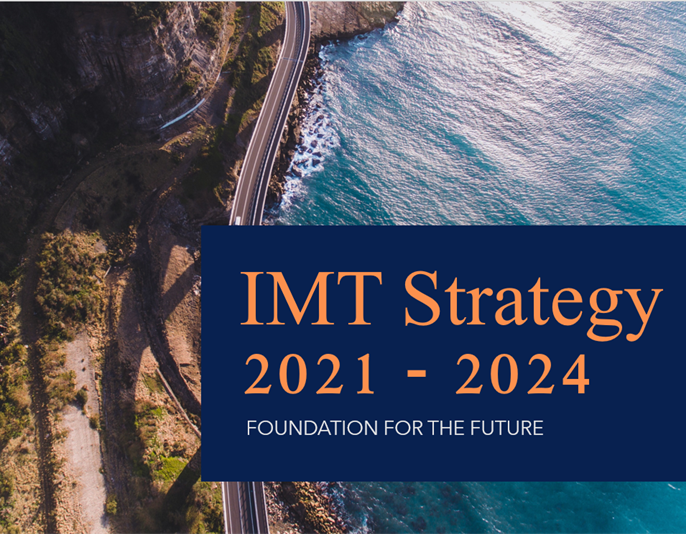 IMT Strategy
2021 - 2024
FOUNDATION FOR THE FUTURE